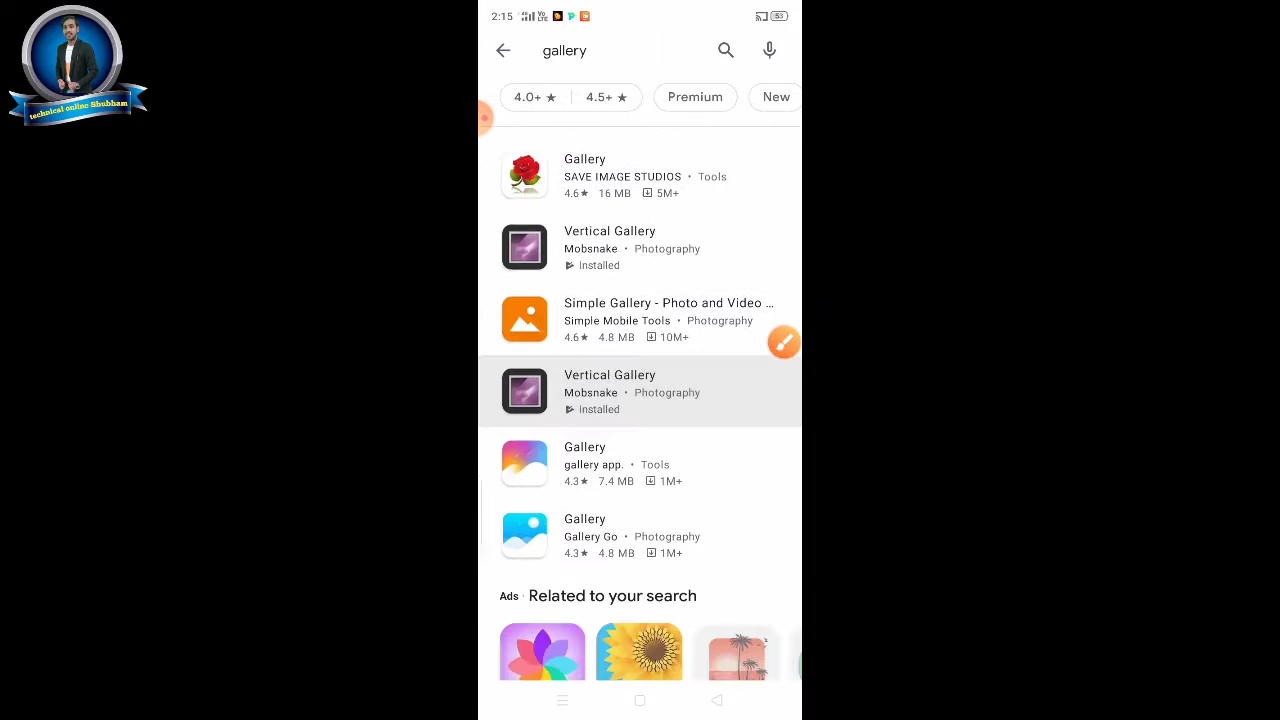 technical online Shubham
2:15 Vo LTE 53
gallery
4.0+ ★ 4.5+ ★ Premium New
Gallery
SAVE IMAGE STUDIOS • Tools
4.6★ 16 MB 5M+
Vertical Gallery
Mobsnake • Photography
Installed
Simple Gallery - Photo and Video ...
Simple Mobile Tools • Photography
4.6★ 4.8 MB 10M+
Vertical Gallery
Mobsnake • Photography
Installed
Gallery
gallery app. • Tools
4.3★ 7.4 MB 1M+
Gallery
Gallery Go • Photography
4.3★ 4.8 MB 1M+
Ads · Related to your search